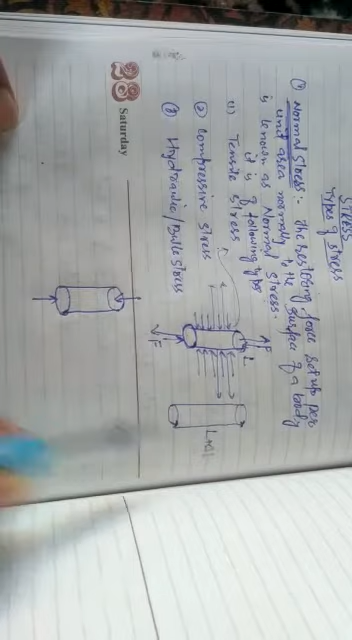 STRESS
Types of stress
① Normal stress:- The restoring force set up per
unit area normally to the surface of a body
is known as Normal Stress.
it is of following type
i) Tensile Stress
② Compressive stress
③ Hydraulic/Bulk Stress
F
L
F
28 Saturday